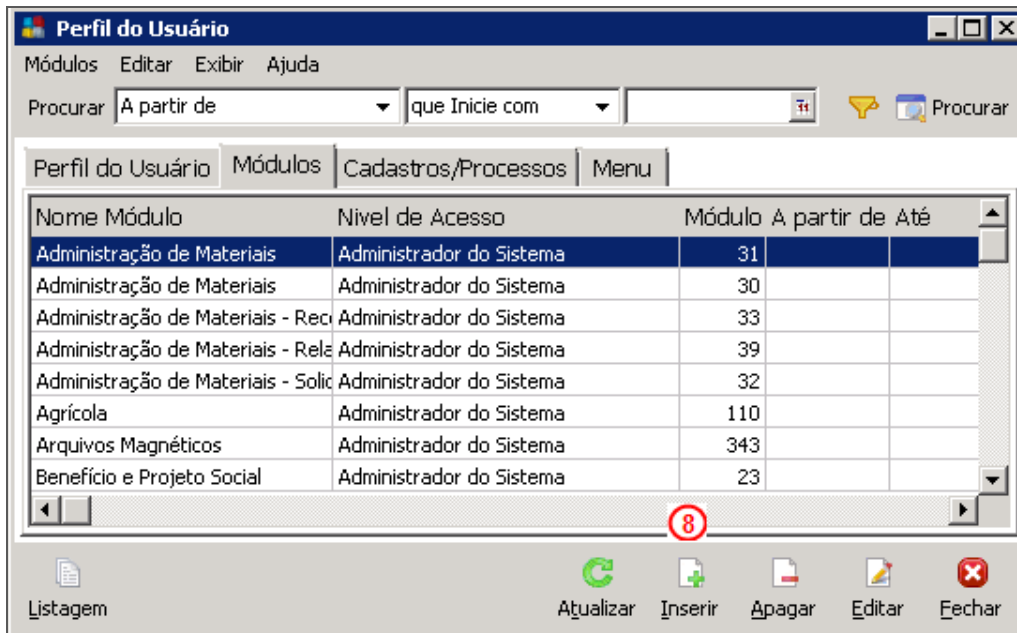 Perfil do Usuário
Módulos Editar Exibir Ajuda
Procurar A partir de que Inicie com Procurar
Perfil do Usuário Módulos Cadastros/Processos Menu
Nome Módulo Nivel de Acesso Módulo A partir de Até
Administração de Materiais Administrador do Sistema 31
Administração de Materiais Administrador do Sistema 30
Administração de Materiais - Rec Administrador do Sistema 33
Administração de Materiais - Rela Administrador do Sistema 39
Administração de Materiais - Solic Administrador do Sistema 32
Agrícola Administrador do Sistema 110
Arquivos Magnéticos Administrador do Sistema 343
Benefício e Projeto Social Administrador do Sistema 23
8
Listagem Atualizar Inserir Apagar Editar Fechar